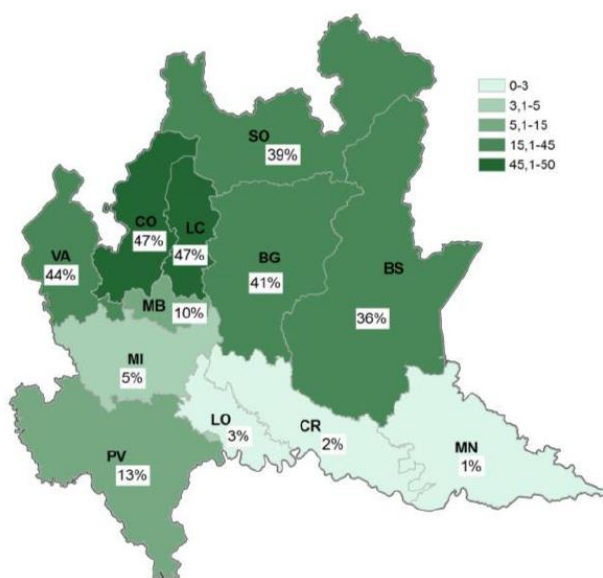 0-3
3,1-5
5,1-15
15,1-45
45,1-50
SO
39%
CO
47%
LC
47%
VA
44%
BG
41%
BS
36%
MB
10%
MI
5%
LO
3%
CR
2%
MN
1%
PV
13%